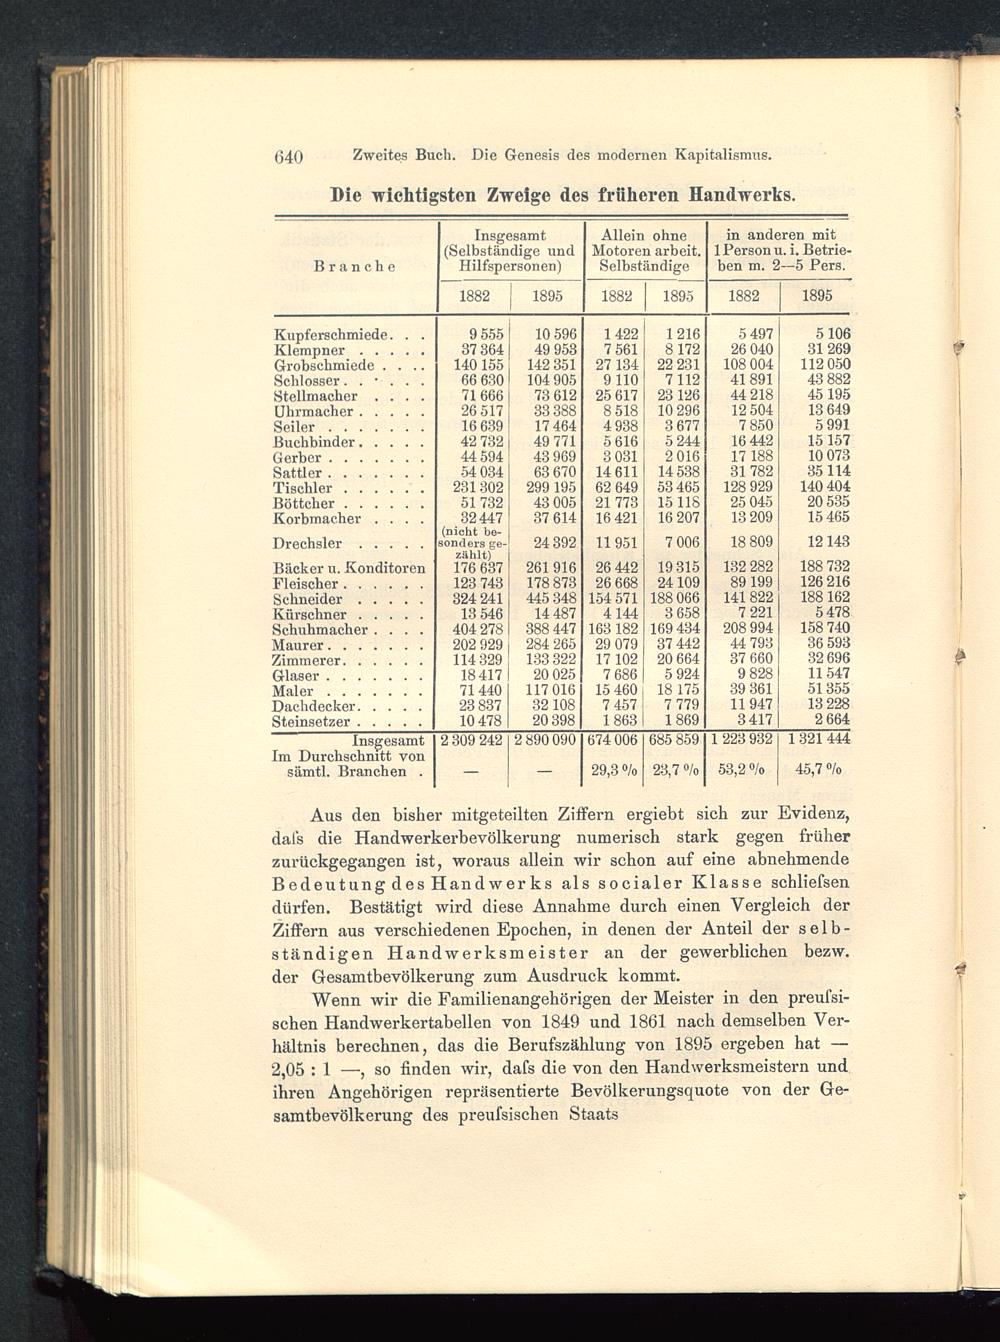 640 Zweites Buch. Die Genesis des modernen Kapitalismus.
Die wichtigsten Zweige des früheren Handwerks.
Branche
Insgesamt
(Selbständige und
Hilfspersonen)
Allein ohne
Motoren arbeit.
Selbständige
in anderen mit
1 Person u. i. Betrie-
ben m. 2—5 Pers.
1882 1895 1882 1895 1882 1895
Kupferschmiede. . . 9 555 10 596 1 422 1 216 5 497 5 106
Klempner . . . . . 37 364 49 953 7 561 8 172 26 040 31 269
Grobschmiede . . . . 140 155 142 351 27 134 22 231 108 004 112 050
Schlosser . . . . . . 66 630 104 905 9 110 7 112 41 891 43 882
Stellmacher . . . . 71 666 73 612 25 617 23 126 44 218 45 195
Uhrmacher . . . . . 26 517 33 388 8 518 10 296 12 504 13 649
Seiler . . . . . . . 16 639 17 464 4 938 3 677 7 850 5 991
Buchbinder . . . . . 42 732 49 771 5 616 5 244 16 442 15 157
Gerber . . . . . . . 44 594 43 969 3 031 2 016 17 188 10 073
Sattler . . . . . . . 54 034 63 670 14 611 14 538 31 782 35 114
Tischler . . . . . . 231 302 299 195 62 649 53 465 128 929 140 404
Böttcher . . . . . . 51 732 43 005 21 773 15 118 25 045 20 535
Korbmacher . . . . 32 447 37 614 16 421 16 207 13 209 15 465
Drechsler . . . . . (nicht be-
sonders ge-
zählt) 24 392 11 951 7 006 18 809 12 143
Bäcker u. Konditoren 176 637 261 916 26 442 19 315 132 282 188 732
Fleischer . . . . . . 123 743 178 873 26 668 24 109 89 199 126 216
Schneider . . . . . 324 241 445 348 154 571 188 066 141 822 188 162
Kürschner . . . . . 13 546 14 487 4 144 3 658 7 221 5 478
Schuhmacher . . . . 404 278 388 447 163 182 169 434 208 994 158 740
Maurer . . . . . . . 202 929 284 265 29 079 37 442 44 793 36 593
Zimmerer . . . . . . 114 329 133 322 17 102 20 664 37 660 32 696
Glaser . . . . . . . 18 417 20 025 7 686 5 924 9 828 11 547
Maler . . . . . . . 71 440 117 016 15 460 18 175 39 361 51 355
Dachdecker . . . . . 23 837 32 108 7 457 7 779 11 947 13 228
Steinsetzer . . . . . 10 478 20 398 1 863 1 869 3 417 2 664
Insgesamt 2 309 242 2 890 090 674 006 685 859 1 223 932 1 321 444
Im Durchschnitt von
sämtl. Branchen . — — 29,3 % 23,7 % 53,2 % 45,7 %
Aus den bisher mitgeteilten Ziffern ergiebt sich zur Evidenz,
daſs die Handwerkerbevölkerung numerisch stark gegen früher
zurückgegangen ist, woraus allein wir schon auf eine abnehmende
Bedeutung des Handwerks als socialer Klasse schlieſsen
dürfen. Bestätigt wird diese Annahme durch einen Vergleich der
Ziffern aus verschiedenen Epochen, in denen der Anteil der selb-
ständigen Handwerksmeister an der gewerblichen bezw.
der Gesamtbevölkerung zum Ausdruck kommt.
Wenn wir die Familienangehörigen der Meister in den preuſsi-
schen Handwerkertabellen von 1849 und 1861 nach demselben Ver-
hältnis berechnen, das die Berufszählung von 1895 ergeben hat —
2,05 : 1 —, so finden wir, daſs die von den Handwerksmeistern und
ihren Angehörigen repräsentierte Bevölkerungsquote von der Ge-
samtbevölkerung des preuſsischen Staats